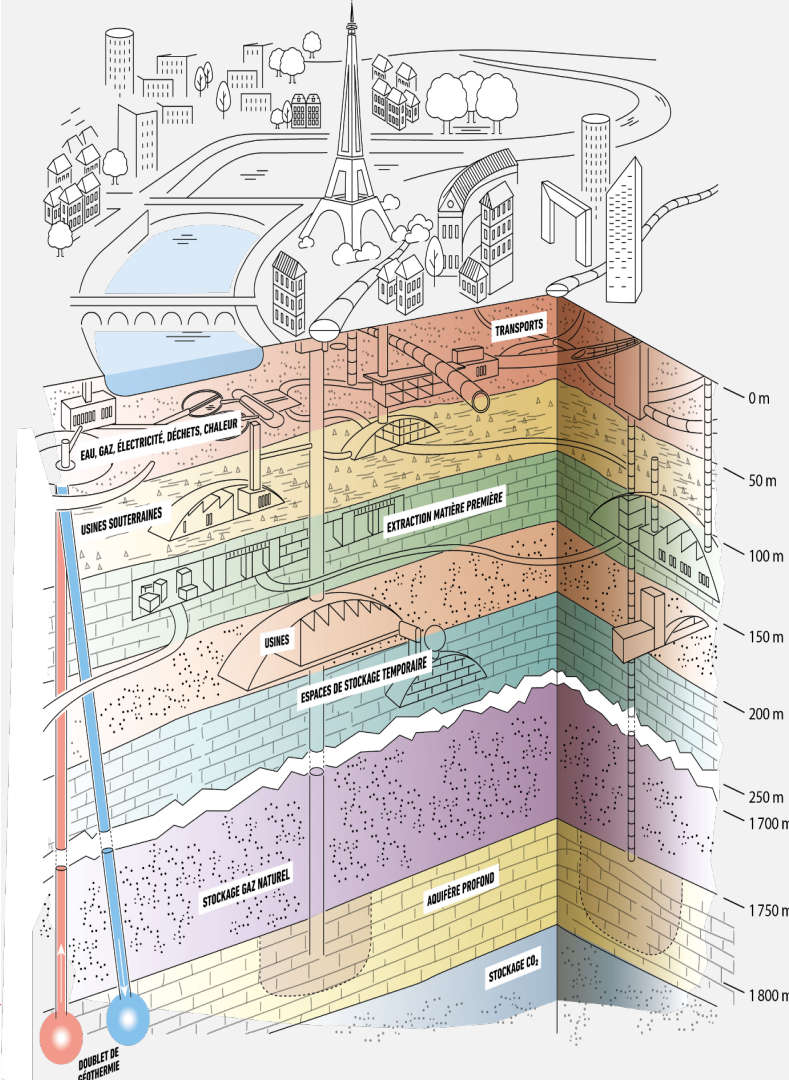 TRANSPORTS
0 m
EAU, GAZ, ÉLECTRICITÉ, DÉCHETS, CHALEUR
50 m
USINES SOUTERRAINES
EXTRACTION MATIÈRE PREMIÈRE
100 m
150 m
USINES
ESPACES DE STOCKAGE TEMPORAIRE
200 m
250 m
1700 m
STOCKAGE GAZ NATUREL
AQUIFÈRE PROFOND
1750 m
STOCKAGE CO₂
1800 m
DOUBLET DE
GÉOTHERMIE